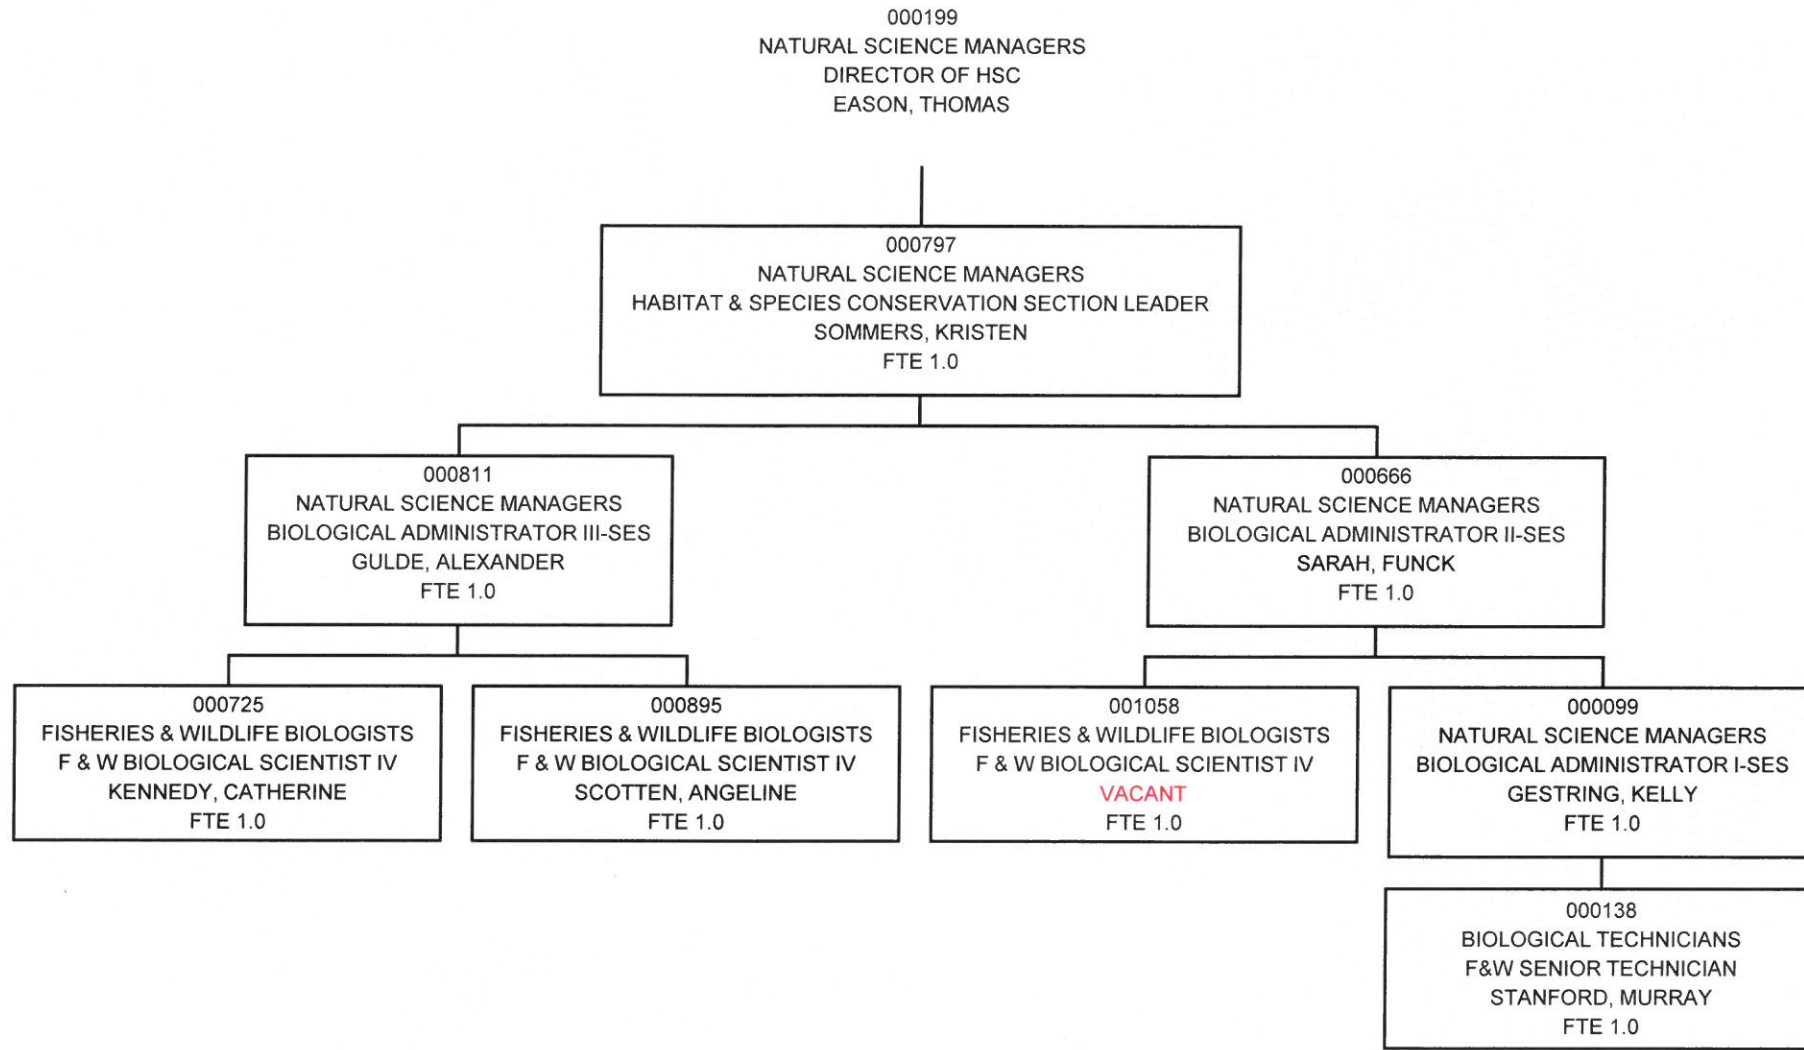 000199
NATURAL SCIENCE MANAGERS
DIRECTOR OF HSC
EASON, THOMAS
000797
NATURAL SCIENCE MANAGERS
HABITAT & SPECIES CONSERVATION SECTION LEADER
SOMMERS, KRISTEN
FTE 1.0
000811
NATURAL SCIENCE MANAGERS
BIOLOGICAL ADMINISTRATOR III-SES
GULDE, ALEXANDER
FTE 1.0
000666
NATURAL SCIENCE MANAGERS
BIOLOGICAL ADMINISTRATOR II-SES
SARAH, FUNCK
FTE 1.0
000725
FISHERIES & WILDLIFE BIOLOGISTS
F & W BIOLOGICAL SCIENTIST IV
KENNEDY, CATHERINE
FTE 1.0
000895
FISHERIES & WILDLIFE BIOLOGISTS
F & W BIOLOGICAL SCIENTIST IV
SCOTTEN, ANGELINE
FTE 1.0
001058
FISHERIES & WILDLIFE BIOLOGISTS
F & W BIOLOGICAL SCIENTIST IV
VACANT
FTE 1.0
000099
NATURAL SCIENCE MANAGERS
BIOLOGICAL ADMINISTRATOR I-SES
GESTRING, KELLY
FTE 1.0
000138
BIOLOGICAL TECHNICIANS
F&W SENIOR TECHNICIAN
STANFORD, MURRAY
FTE 1.0